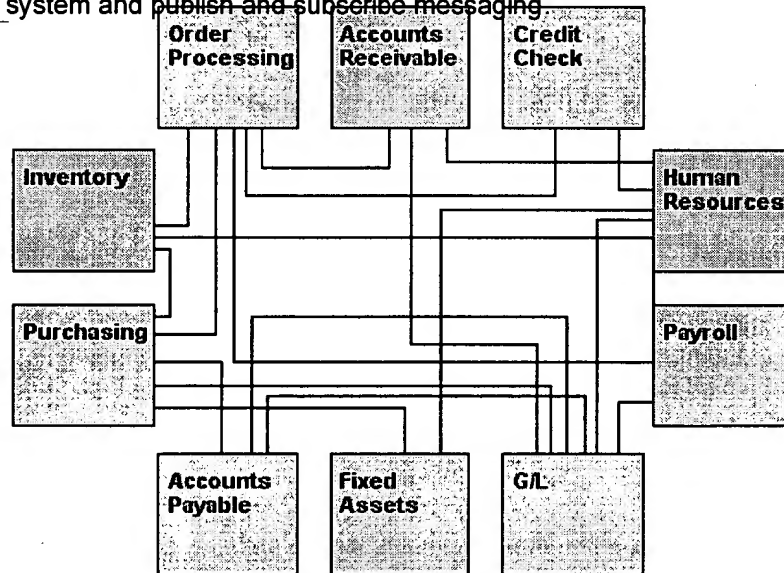 system and publish and subscribe messaging.
Order
Processing
Accounts
Receivable
Credit
Check
Inventory
Human
Resources
Purchasing
Payroll
Accounts
Payable
Fixed
Assets
G/L